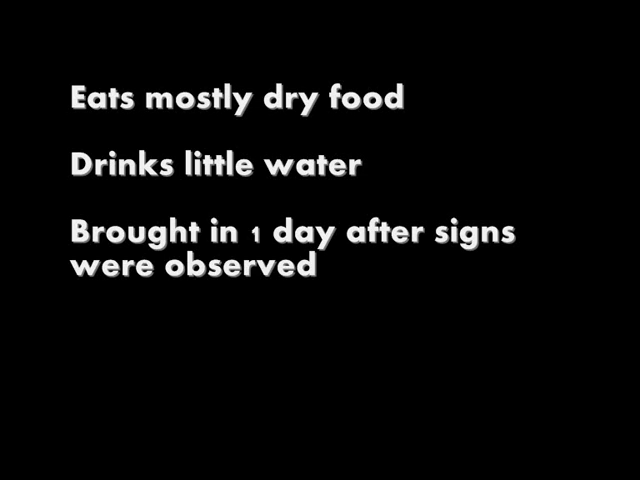 Eats mostly dry food
Drinks little water
Brought in 1 day after signs
were observed